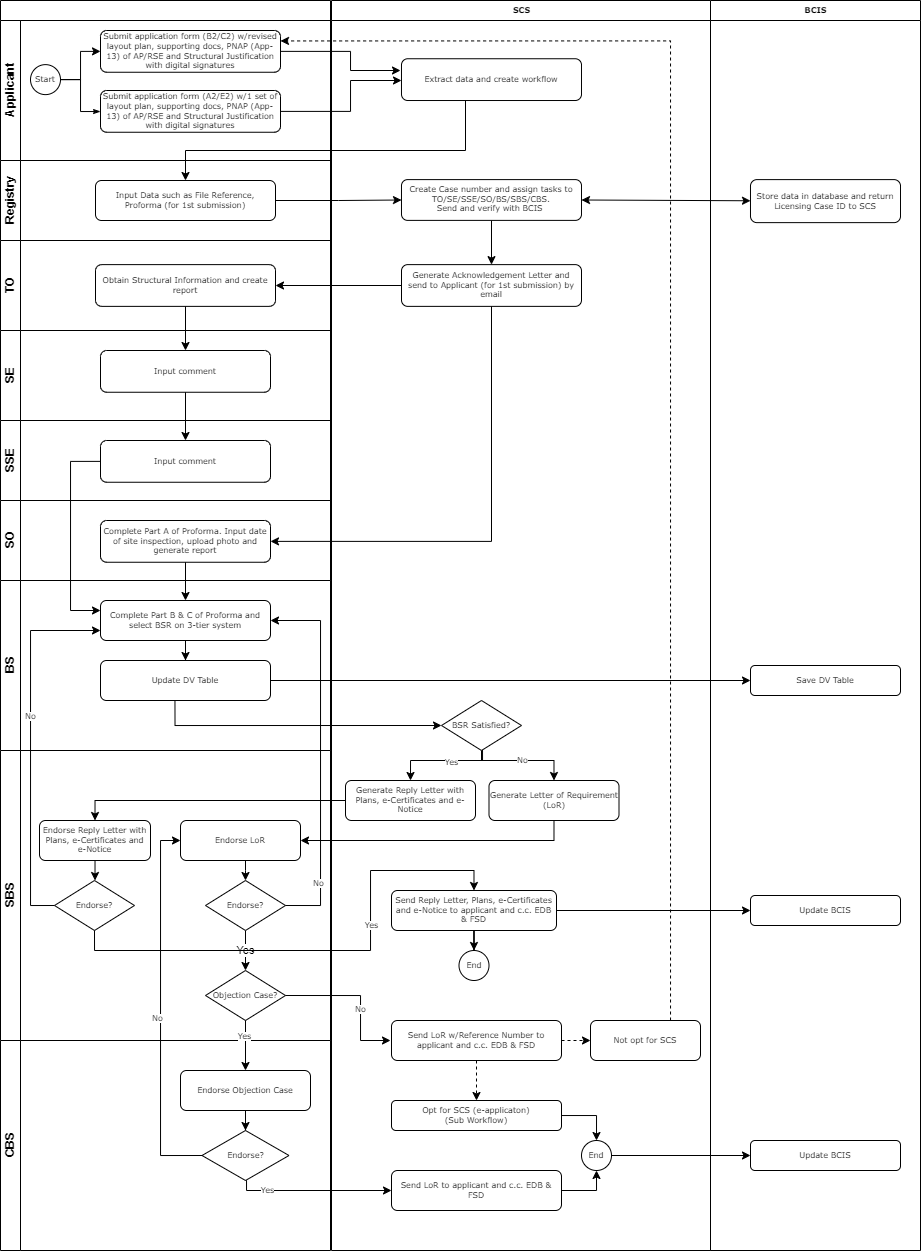 SCS
BCIS
Applicant
Start
Submit application form (B2/C2) w/revised
layout plan, supporting docs, PNAP (App-
13) of AP/RSE and Structural Justification
with digital signatures
Submit application form (A2/E2) w/1 set of
layout plan, supporting docs, PNAP (App-
13) of AP/RSE and Structural Justification
with digital signatures
Extract data and create workflow
Registry
Input Data such as File Reference,
Proforma (for 1st submission)
Create Case number and assign tasks to
TO/SE/SSE/SO/BS/SBS/CBS.
Send and verify with BCIS
Store data in database and return
Licensing Case ID to SCS
TO
Obtain Structural Information and create
report
Generate Acknowledgement Letter and
send to Applicant (for 1st submission) by
email
SE
Input comment
SSE
Input comment
SO
Complete Part A of Proforma. Input date
of site inspection, upload photo and
generate report
BS
Complete Part B & C of Proforma and
select BSR on 3-tier system
Update DV Table
Save DV Table
No
BSR Satisfied?
Yes
No
SBS
Generate Reply Letter with
Plans, e-Certificates and e-
Notice
Generate Letter of Requirement
(LoR)
Endorse Reply Letter with
Plans, e-Certificates and
e-Notice
Endorse LoR
Endorse?
Endorse?
No
Send Reply Letter, Plans, e-Certificates
and e-Notice to applicant and c.c. EDB
& FSD
Update BCIS
Yes
Yes
End
Objection Case?
No
No
Yes
Send LoR w/Reference Number to
applicant and c.c. EDB & FSD
Not opt for SCS
CBS
Endorse Objection Case
Opt for SCS (e-applicaton)
(Sub Workflow)
Endorse?
End
Update BCIS
Yes
Send LoR to applicant and c.c. EDB &
FSD